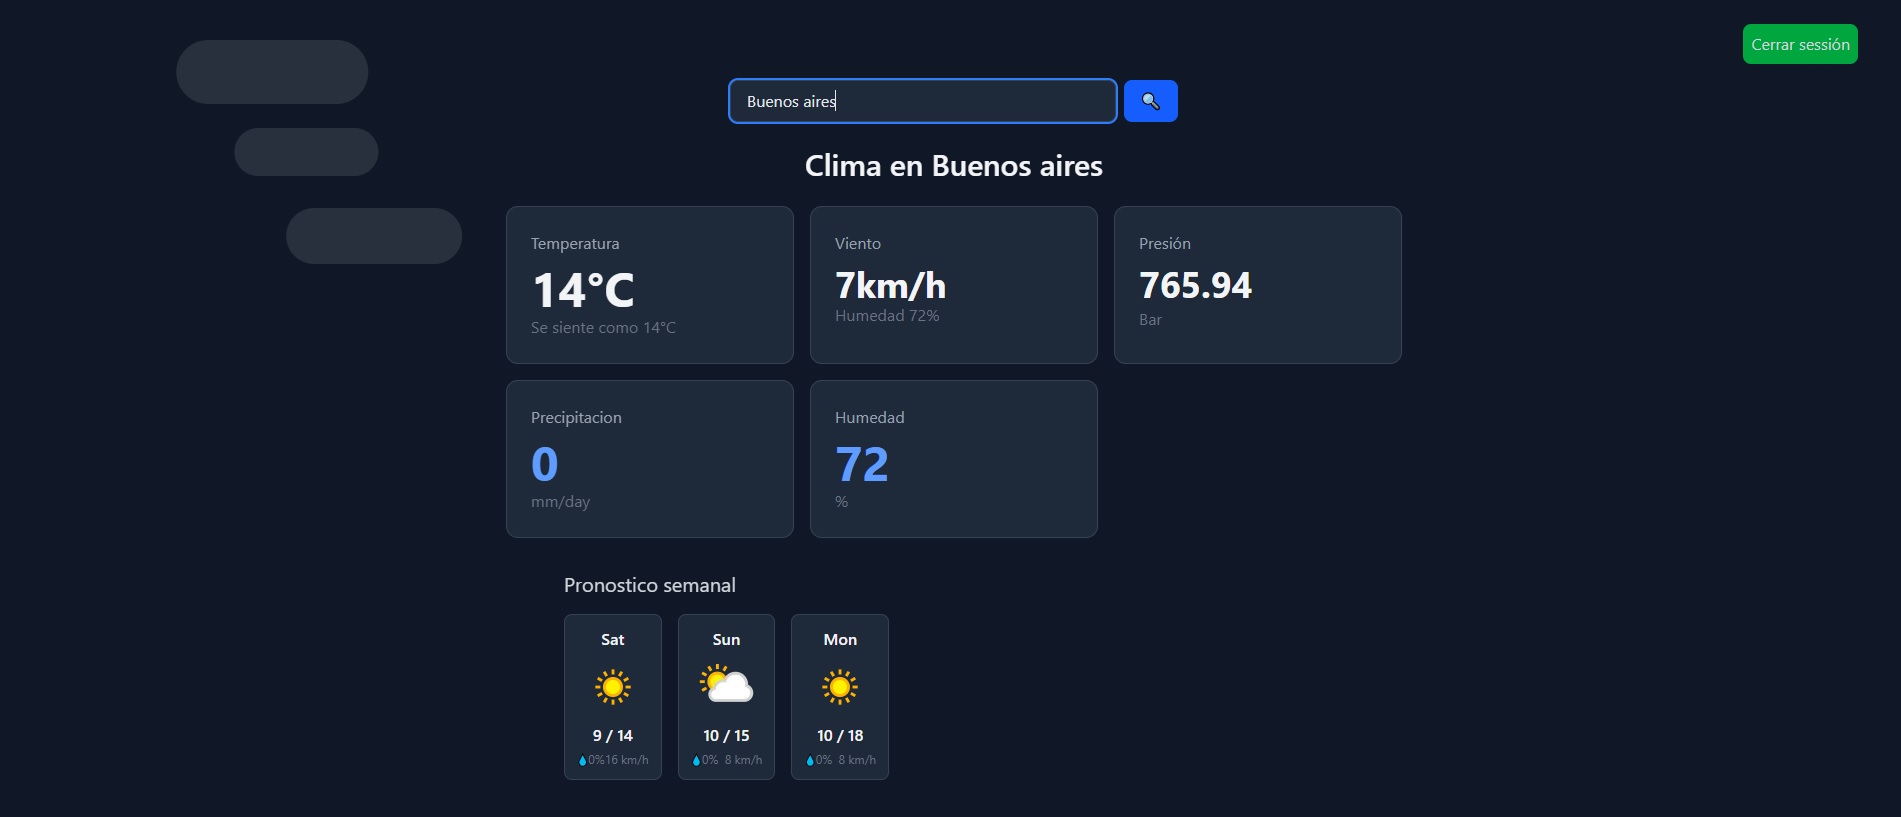 Cerrar sessión
Buenos aires
Clima en Buenos aires
Temperatura
14°C
Se siente como 14°C
Viento
7km/h
Humedad 72%
Presión
765.94
Bar
Precipitacion
0
mm/day
Humedad
72
%
Pronostico semanal
Sat
9 / 14
0%16 km/h
Sun
10 / 15
0% 8 km/h
Mon
10 / 18
0% 8 km/h